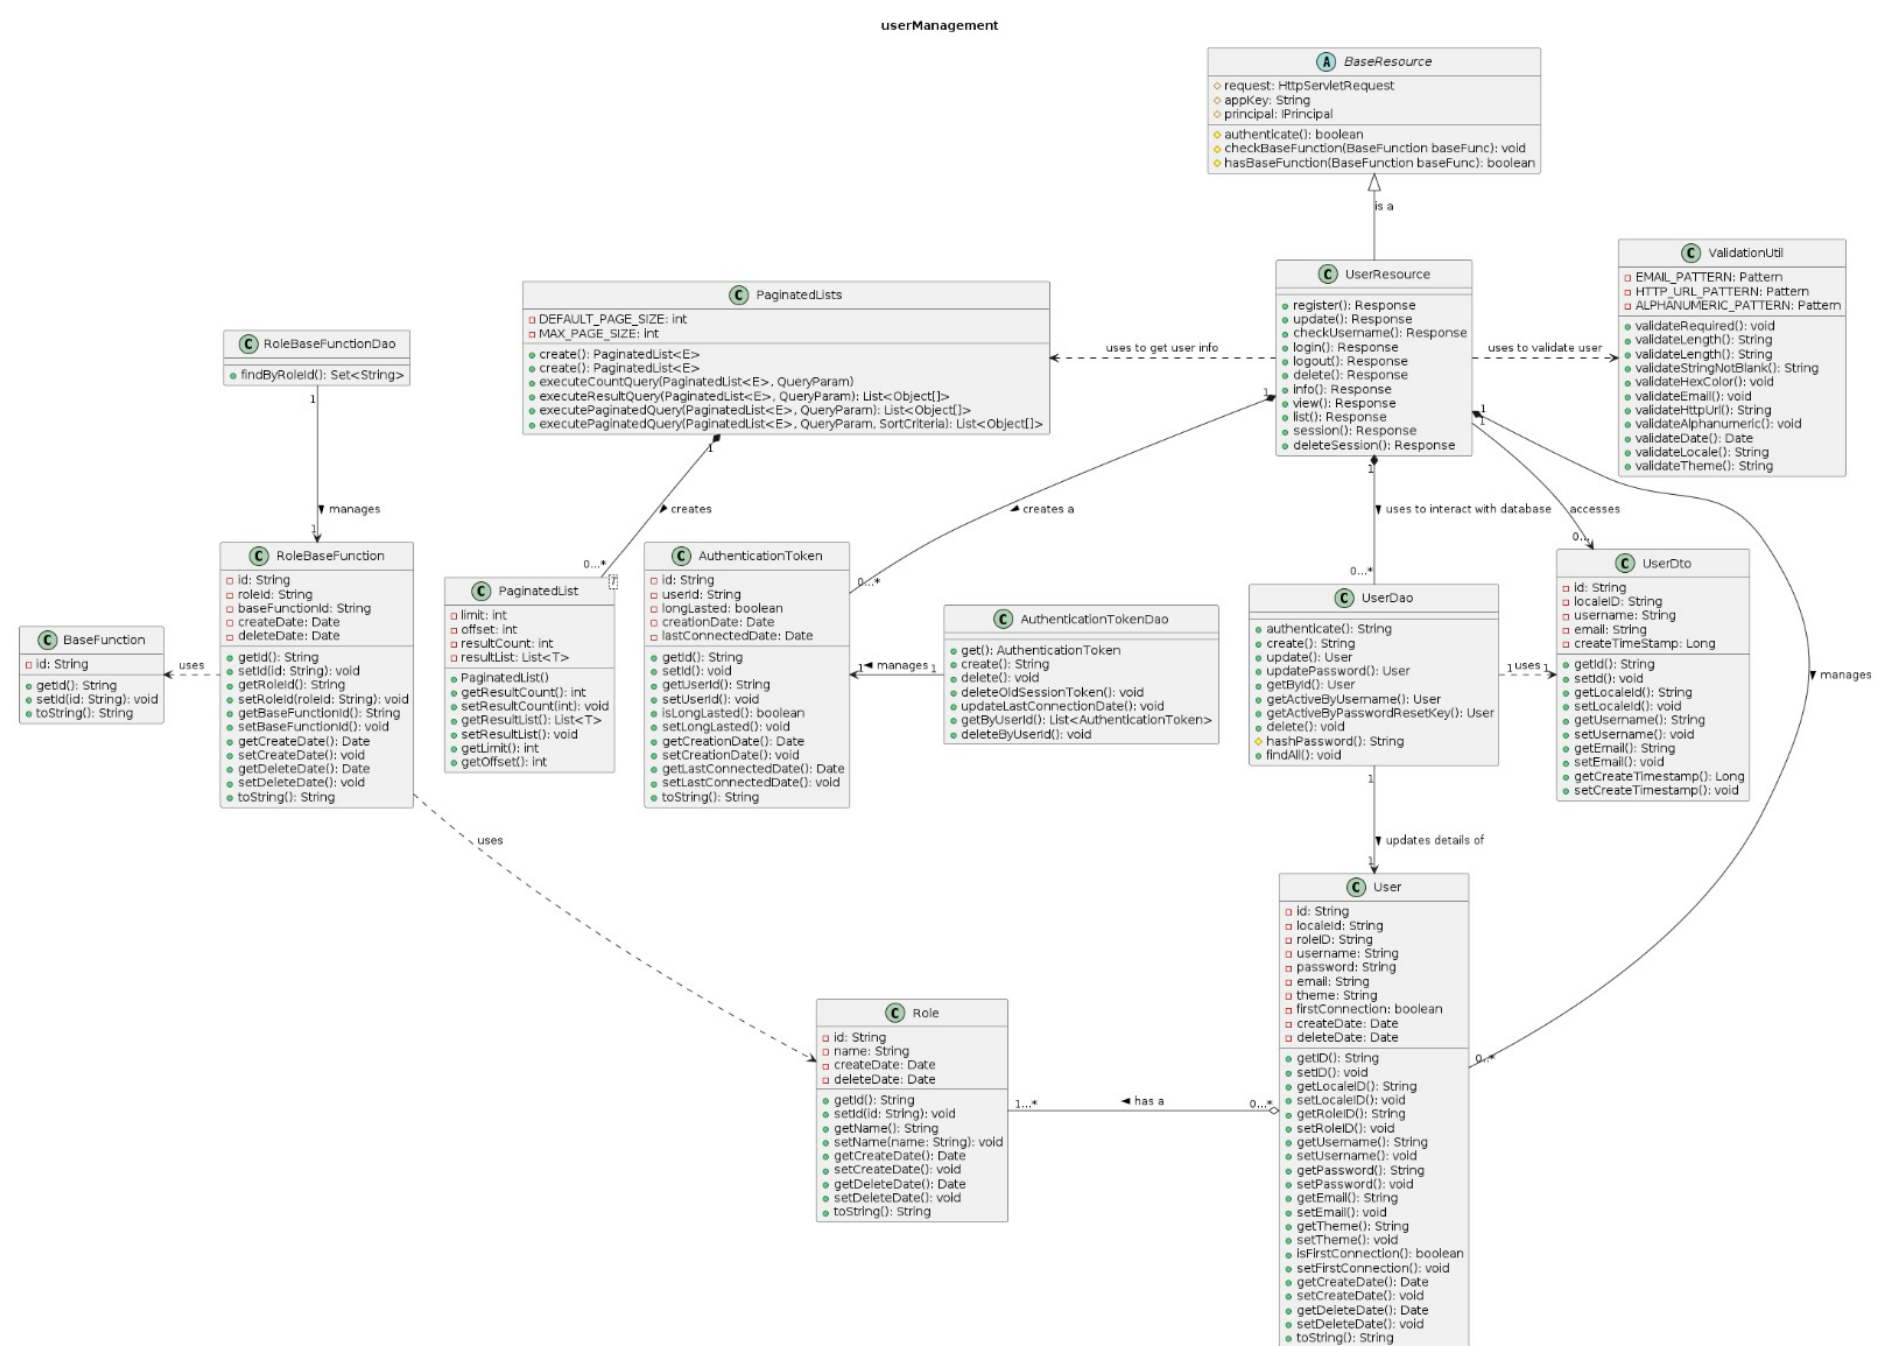 userManagement
A BaseResource
request: HttpServletRequest
appKey: String
principal: IPrincipal
authenticate(): boolean
checkBaseFunction(BaseFunction baseFunc): void
hasBaseFunction(BaseFunction baseFunc): boolean
is a
C ValidationUtil
EMAIL_PATTERN: Pattern
HTTP_URL_PATTERN: Pattern
ALPHANUMERIC_PATTERN: Pattern
validateRequired(): void
validateLength(): String
validateLength(): String
validateStringNotBlank(): String
validateHexColor(): void
validateEmail(): void
validateHttpUrl(): String
validateAlphanumeric(): void
validateDate(): Date
validateLocale(): String
validateTheme(): String
C UserResource
register(): Response
update(): Response
checkUsername(): Response
login(): Response
logout(): Response
delete(): Response
info(): Response
view(): Response
list(): Response
session(): Response
deleteSession(): Response
uses to validate user
uses to get user info
C PaginatedLists
DEFAULT_PAGE_SIZE: int
MAX_PAGE_SIZE: int
create(): PaginatedList<E>
create(): PaginatedList<E>
executeCountQuery(PaginatedList<E>, QueryParam)
executeResultQuery(PaginatedList<E>, QueryParam): List<Object[]>
executePaginatedQuery(PaginatedList<E>, QueryParam): List<Object[]>
executePaginatedQuery(PaginatedList<E>, QueryParam, SortCriteria): List<Object[]>
C RoleBaseFunctionDao
findByRoleId(): Set<String>
1
manages
1
1
creates
0...*
1
creates a
0...*
1
uses to interact with database
0...*
1
accesses
0...
1
manages
0...*
C RoleBaseFunction
id: String
roleId: String
baseFunctionId: String
createDate: Date
deleteDate: Date
getId(): String
setId(id: String): void
getRoleId(): String
setRoleId(roleId: String): void
getBaseFunctionId(): String
setBaseFunctionId(): void
getCreateDate(): Date
setCreateDate(): void
getDeleteDate(): Date
setDeleteDate(): void
toString(): String
uses
C BaseFunction
id: String
getId(): String
setId(id: String): void
toString(): String
C PaginatedList
T
limit: int
offset: int
resultCount: int
resultList: List<T>
PaginatedList()
getResultCount(): int
setResultCount(int): void
getResultList(): List<T>
setResultList(): void
getLimit(): int
getOffset(): int
C AuthenticationToken
id: String
userId: String
longLasted: boolean
creationDate: Date
lastConnectedDate: Date
getId(): String
setId(): void
getUserId(): String
setUserId(): void
isLongLasted(): boolean
setLongLasted(): void
getCreationDate(): Date
setCreationDate(): void
getLastConnectedDate(): Date
setLastConnectedDate(): void
toString(): String
1 manages 1
C AuthenticationTokenDao
get(): AuthenticationToken
create(): String
delete(): void
deleteOldSessionToken(): void
updateLastConnectionDate(): void
getByUserId(): List<AuthenticationToken>
deleteByUserId(): void
C UserDao
authenticate(): String
create(): String
update(): User
updatePassword(): User
getById(): User
getActiveByUsername(): User
getActiveByPasswordResetKey(): User
delete(): void
hashPassword(): String
findAll(): void
1 uses 1
C UserDto
id: String
localeID: String
username: String
email: String
createTimeStamp: Long
getId(): String
setId(): void
getLocaleId(): String
setLocaleId(): void
getUsername(): String
setUsername(): void
getEmail(): String
setEmail(): void
getCreateTimestamp(): Long
setCreateTimestamp(): void
uses
1
updates details of
1
C User
id: String
localeId: String
roleID: String
username: String
password: String
email: String
theme: String
firstConnection: boolean
createDate: Date
deleteDate: Date
getID(): String
setID(): void
getLocaleID(): String
setLocaleID(): void
getRoleID(): String
setRoleID(): void
getUsername(): String
setUsername(): void
getPassword(): String
setPassword(): void
getEmail(): String
setEmail(): void
getTheme(): String
setTheme(): void
isFirstConnection(): boolean
setFirstConnection(): void
getCreateDate(): Date
setCreateDate(): void
getDeleteDate(): Date
setDeleteDate(): void
toString(): String
C Role
id: String
name: String
createDate: Date
deleteDate: Date
getId(): String
setId(id: String): void
getName(): String
setName(name: String): void
getCreateDate(): Date
setCreateDate(): void
getDeleteDate(): Date
setDeleteDate(): void
toString(): String
1...* has a 0...*